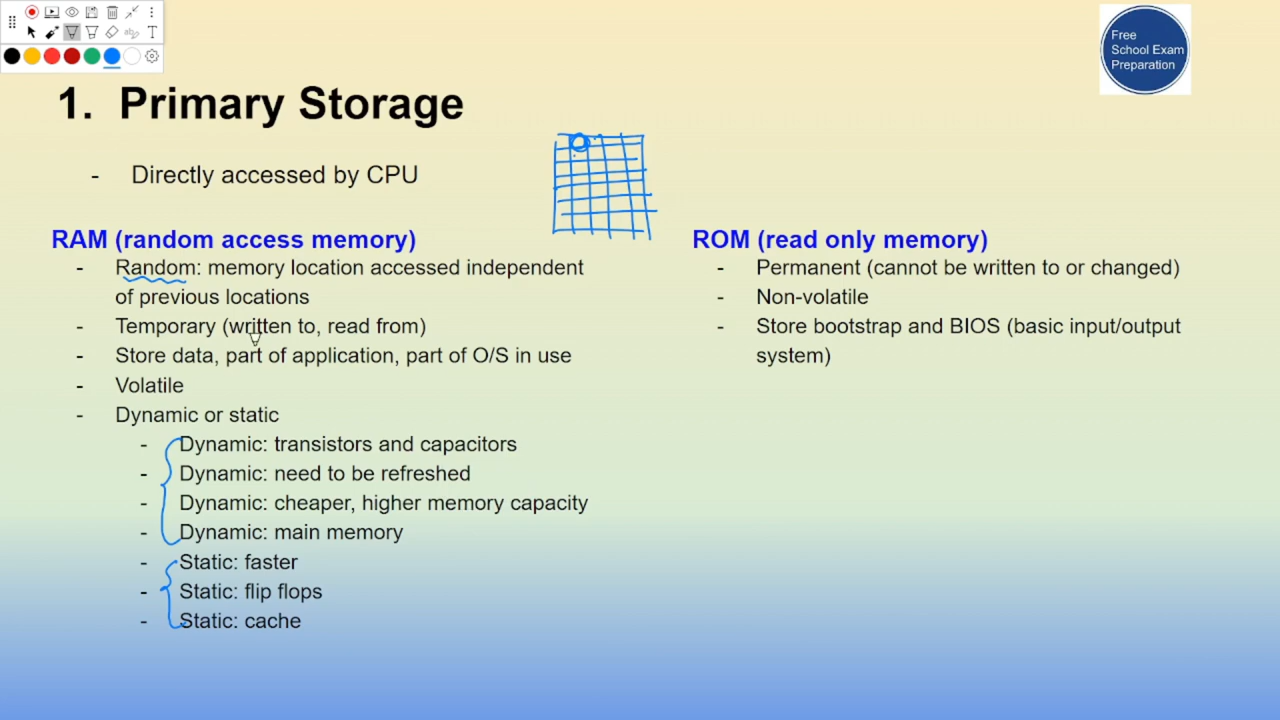 Free
School Exam
Preparation
1. Primary Storage
- Directly accessed by CPU
RAM (random access memory)
- Random: memory location accessed independent
of previous locations
- Temporary (written to, read from)
- Store data, part of application, part of O/S in use
- Volatile
- Dynamic or static
- Dynamic: transistors and capacitors
- Dynamic: need to be refreshed
- Dynamic: cheaper, higher memory capacity
- Dynamic: main memory
- Static: faster
- Static: flip flops
- Static: cache
ROM (read only memory)
- Permanent (cannot be written to or changed)
- Non-volatile
- Store bootstrap and BIOS (basic input/output
system)